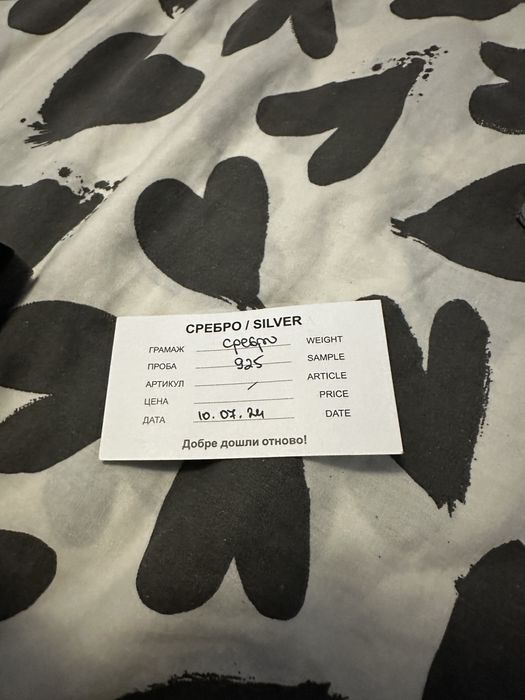 СРЕБРО / SILVER
ГРАМАЖ сребро WEIGHT
ПРОБА 925 SAMPLE
АРТИКУЛ / ARTICLE
ЦЕНА PRICE
ДАТА 10.07.24 DATE
Добре дошли отново!